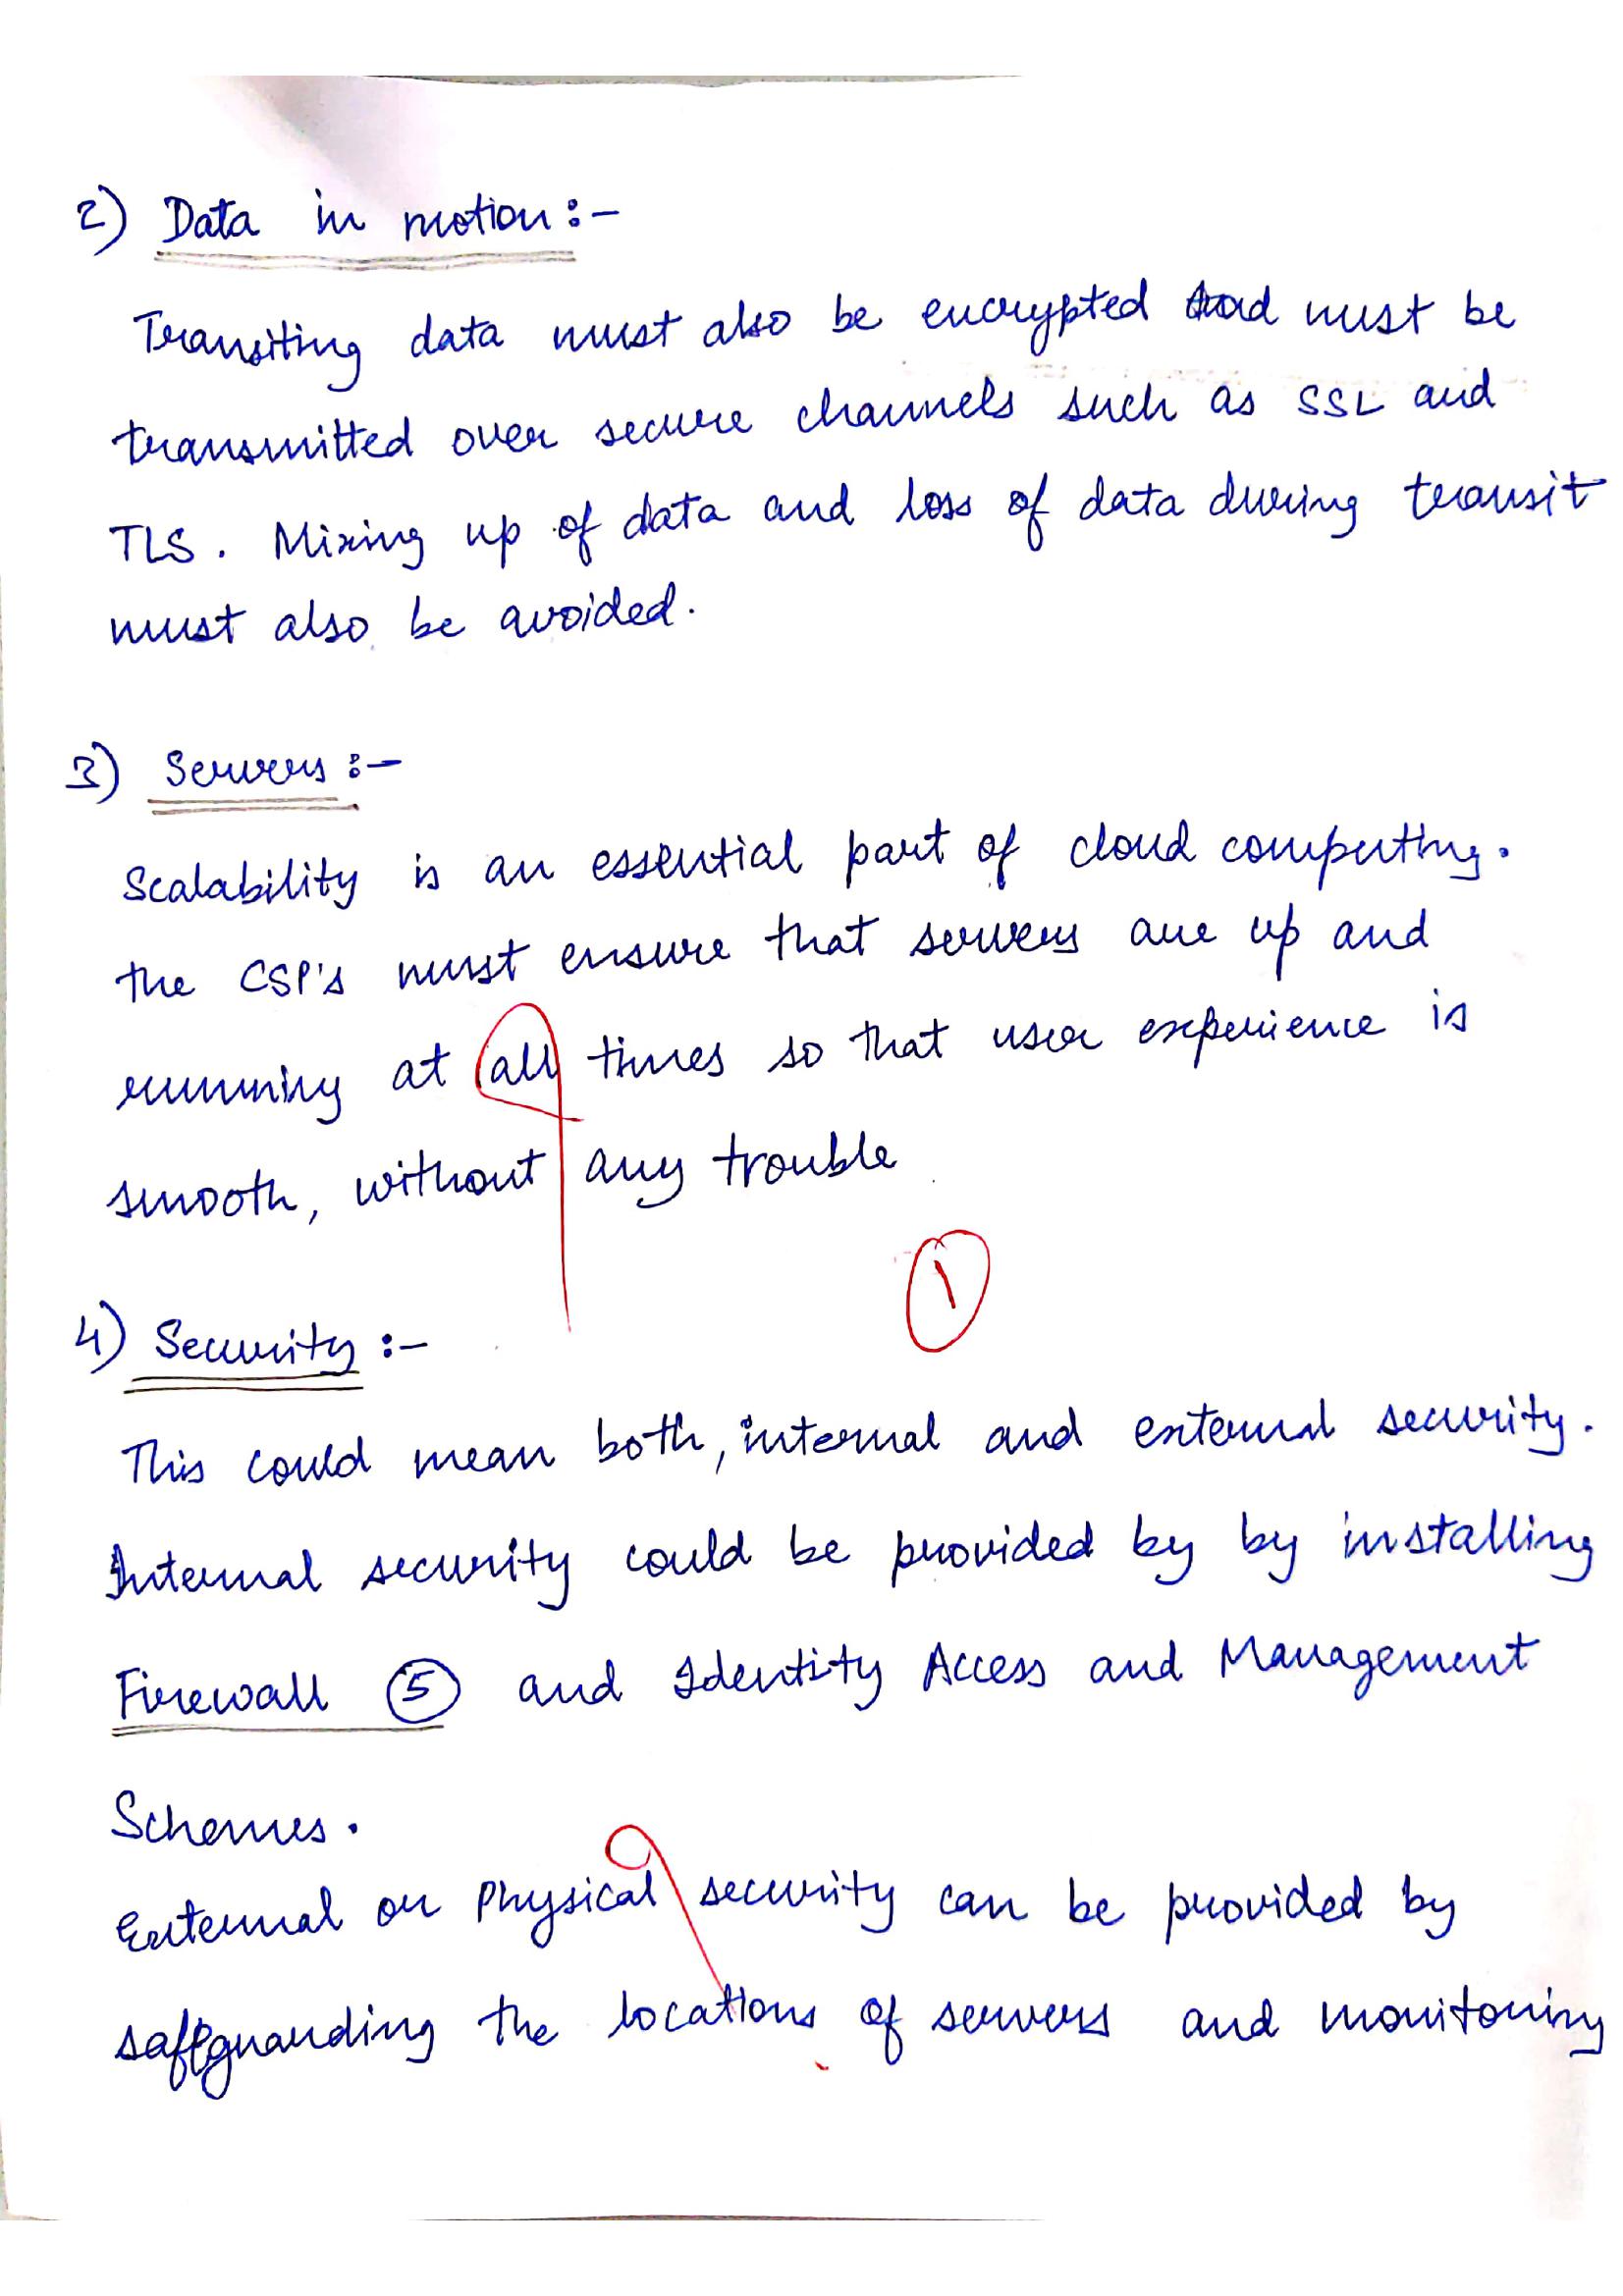 2) Data in motion :-
Transiting data must also be encrypted and must be
transmitted over secure channels such as SSL and
TLS. Mixing up of data and loss of data during transit
must also be avoided.
3) Servers :-
Scalability is an essential part of cloud computing.
the CSP's must ensure that servers are up and
running at all times so that user experience is
smooth, without any trouble
1
4) Security :-
This could mean both, internal and external security.
Internal security could be provided by by installing
Firewall 5 and Identity Access and Management
Schemes.
External or Physical security can be provided by
safeguarding the locations of servers and monitoring